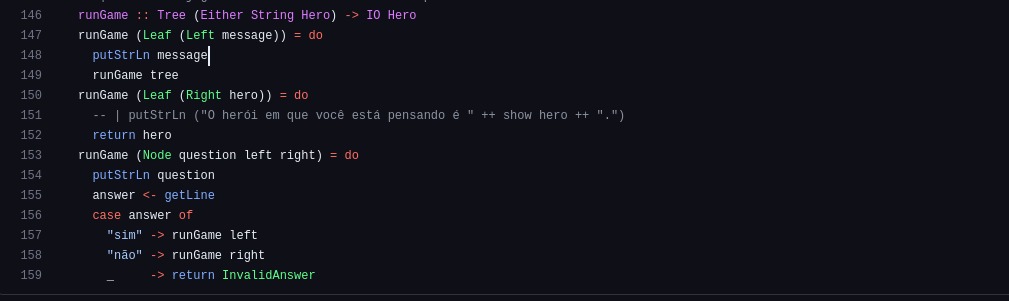 146 runGame :: Tree (Either String Hero) -> IO Hero
147 runGame (Leaf (Left message)) = do
148   putStrLn message
149   runGame tree
150 runGame (Leaf (Right hero)) = do
151   -- | putStrLn ("O herói em que você está pensando é " ++ show hero ++ ".")
152   return hero
153 runGame (Node question left right) = do
154   putStrLn question
155   answer <- getLine
156   case answer of
157     "sim" -> runGame left
158     "não" -> runGame right
159     _     -> return InvalidAnswer